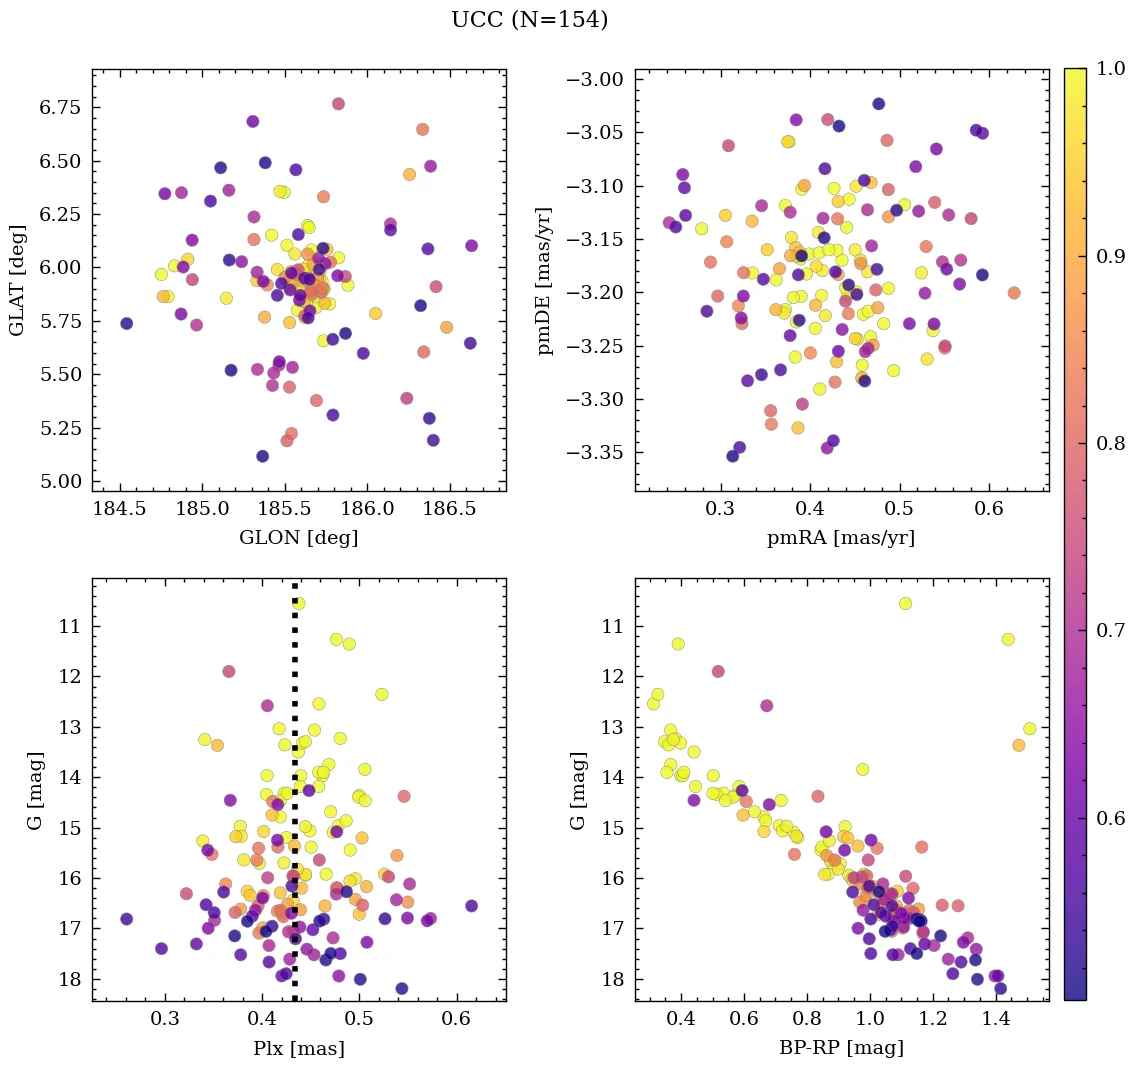 UCC (N=154)
6.75
6.50
6.25
6.00
5.75
5.50
5.25
5.00
GLAT [deg]
184.5 185.0 185.5 186.0 186.5
GLON [deg]
−3.00
−3.05
−3.10
−3.15
−3.20
−3.25
−3.30
−3.35
pmDE [mas/yr]
0.3 0.4 0.5 0.6
pmRA [mas/yr]
1.0
0.9
0.8
0.7
0.6
11
12
13
14
15
16
17
18
G [mag]
0.3 0.4 0.5 0.6
Plx [mas]
11
12
13
14
15
16
17
18
G [mag]
0.4 0.6 0.8 1.0 1.2 1.4
BP-RP [mag]